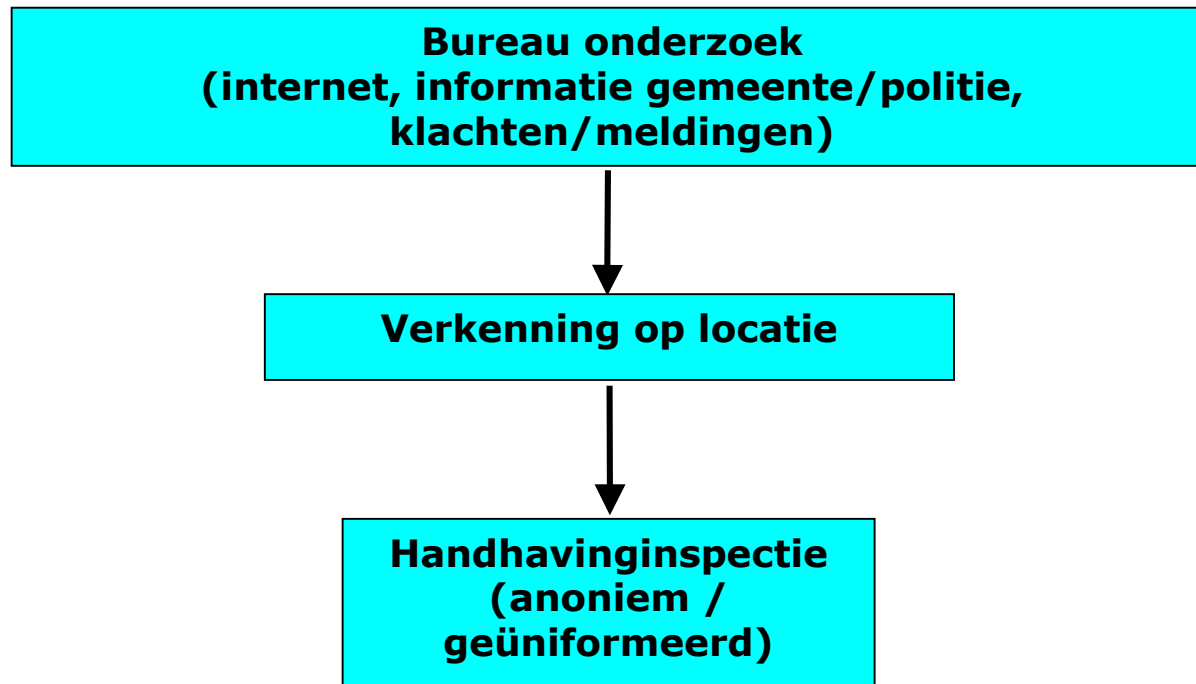 Bureau onderzoek
(internet, informatie gemeente/politie,
klachten/meldingen)
Verkenning op locatie
Handhavinginspectie
(anoniem /
geüniformeerd)